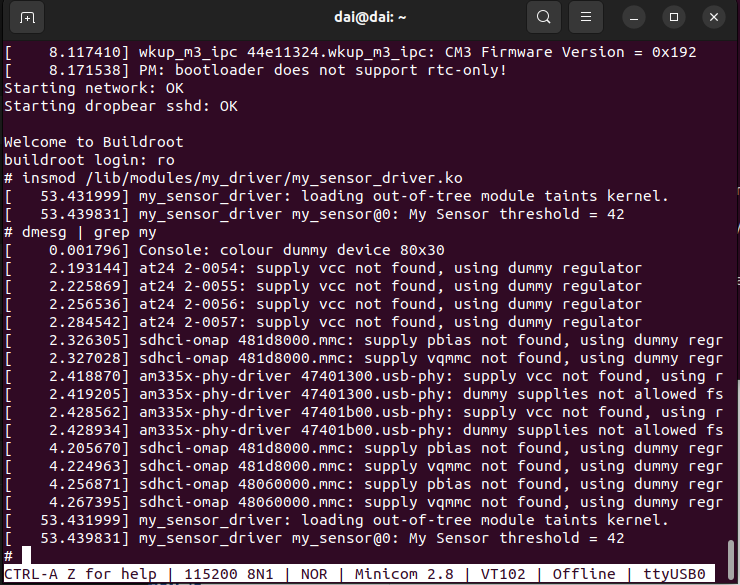 dai@dai: ~
[    8.117410] wkup_m3_ipc 44e11324.wkup_m3_ipc: CM3 Firmware Version = 0x192
[    8.171538] PM: bootloader does not support rtc-only!
Starting network: OK
Starting dropbear sshd: OK

Welcome to Buildroot
buildroot login: ro
# insmod /lib/modules/my_driver/my_sensor_driver.ko
[   53.431999] my_sensor_driver: loading out-of-tree module taints kernel.
[   53.439831] my_sensor_driver my_sensor@0: My Sensor threshold = 42
# dmesg | grep my
[    0.001796] Console: colour dummy device 80x30
[    2.193144] at24 2-0054: supply vcc not found, using dummy regulator
[    2.225869] at24 2-0055: supply vcc not found, using dummy regulator
[    2.256536] at24 2-0056: supply vcc not found, using dummy regulator
[    2.284542] at24 2-0057: supply vcc not found, using dummy regulator
[    2.326305] sdhci-omap 481d8000.mmc: supply pbias not found, using dummy regr
[    2.327028] sdhci-omap 481d8000.mmc: supply vqmmc not found, using dummy regr
[    2.418870] am335x-phy-driver 47401300.usb-phy: supply vcc not found, using r
[    2.419205] am335x-phy-driver 47401300.usb-phy: dummy supplies not allowed fs
[    2.428562] am335x-phy-driver 47401b00.usb-phy: supply vcc not found, using r
[    2.428934] am335x-phy-driver 47401b00.usb-phy: dummy supplies not allowed fs
[    4.205670] sdhci-omap 481d8000.mmc: supply pbias not found, using dummy regr
[    4.224963] sdhci-omap 481d8000.mmc: supply vqmmc not found, using dummy regr
[    4.256871] sdhci-omap 48060000.mmc: supply pbias not found, using dummy regr
[    4.267395] sdhci-omap 48060000.mmc: supply vqmmc not found, using dummy regr
[   53.431999] my_sensor_driver: loading out-of-tree module taints kernel.
[   53.439831] my_sensor_driver my_sensor@0: My Sensor threshold = 42
#
CTRL-A Z for help | 115200 8N1 | NOR | Minicom 2.8 | VT102 | Offline | ttyUSB0